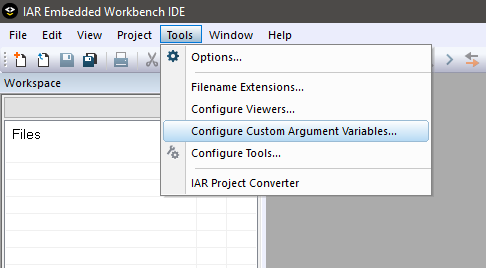 IAR Embedded Workbench IDE
File Edit View Project Tools Window Help
Options...
Workspace
Filename Extensions...
Configure Viewers...
Files
Configure Custom Argument Variables...
Configure Tools...
IAR Project Converter